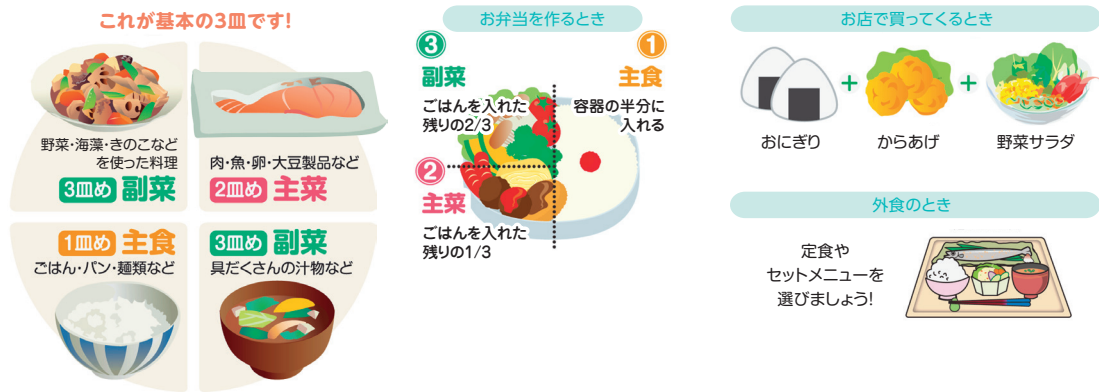 これが基本の3皿です!
野菜・海藻・きのこなど
を使った料理
3皿め 副菜
肉・魚・卵・大豆製品など
2皿め 主菜
1皿め 主食
ごはん・パン・麺類など
3皿め 副菜
具だくさんの汁物など
お弁当を作るとき
3
副菜
ごはんを入れた
残りの2/3
1
主食
容器の半分に
入れる
2
主菜
ごはんを入れた
残りの1/3
お店で買ってくるとき
+
+
おにぎり
からあげ
野菜サラダ
外食のとき
定食や
セットメニューを
選びましょう!